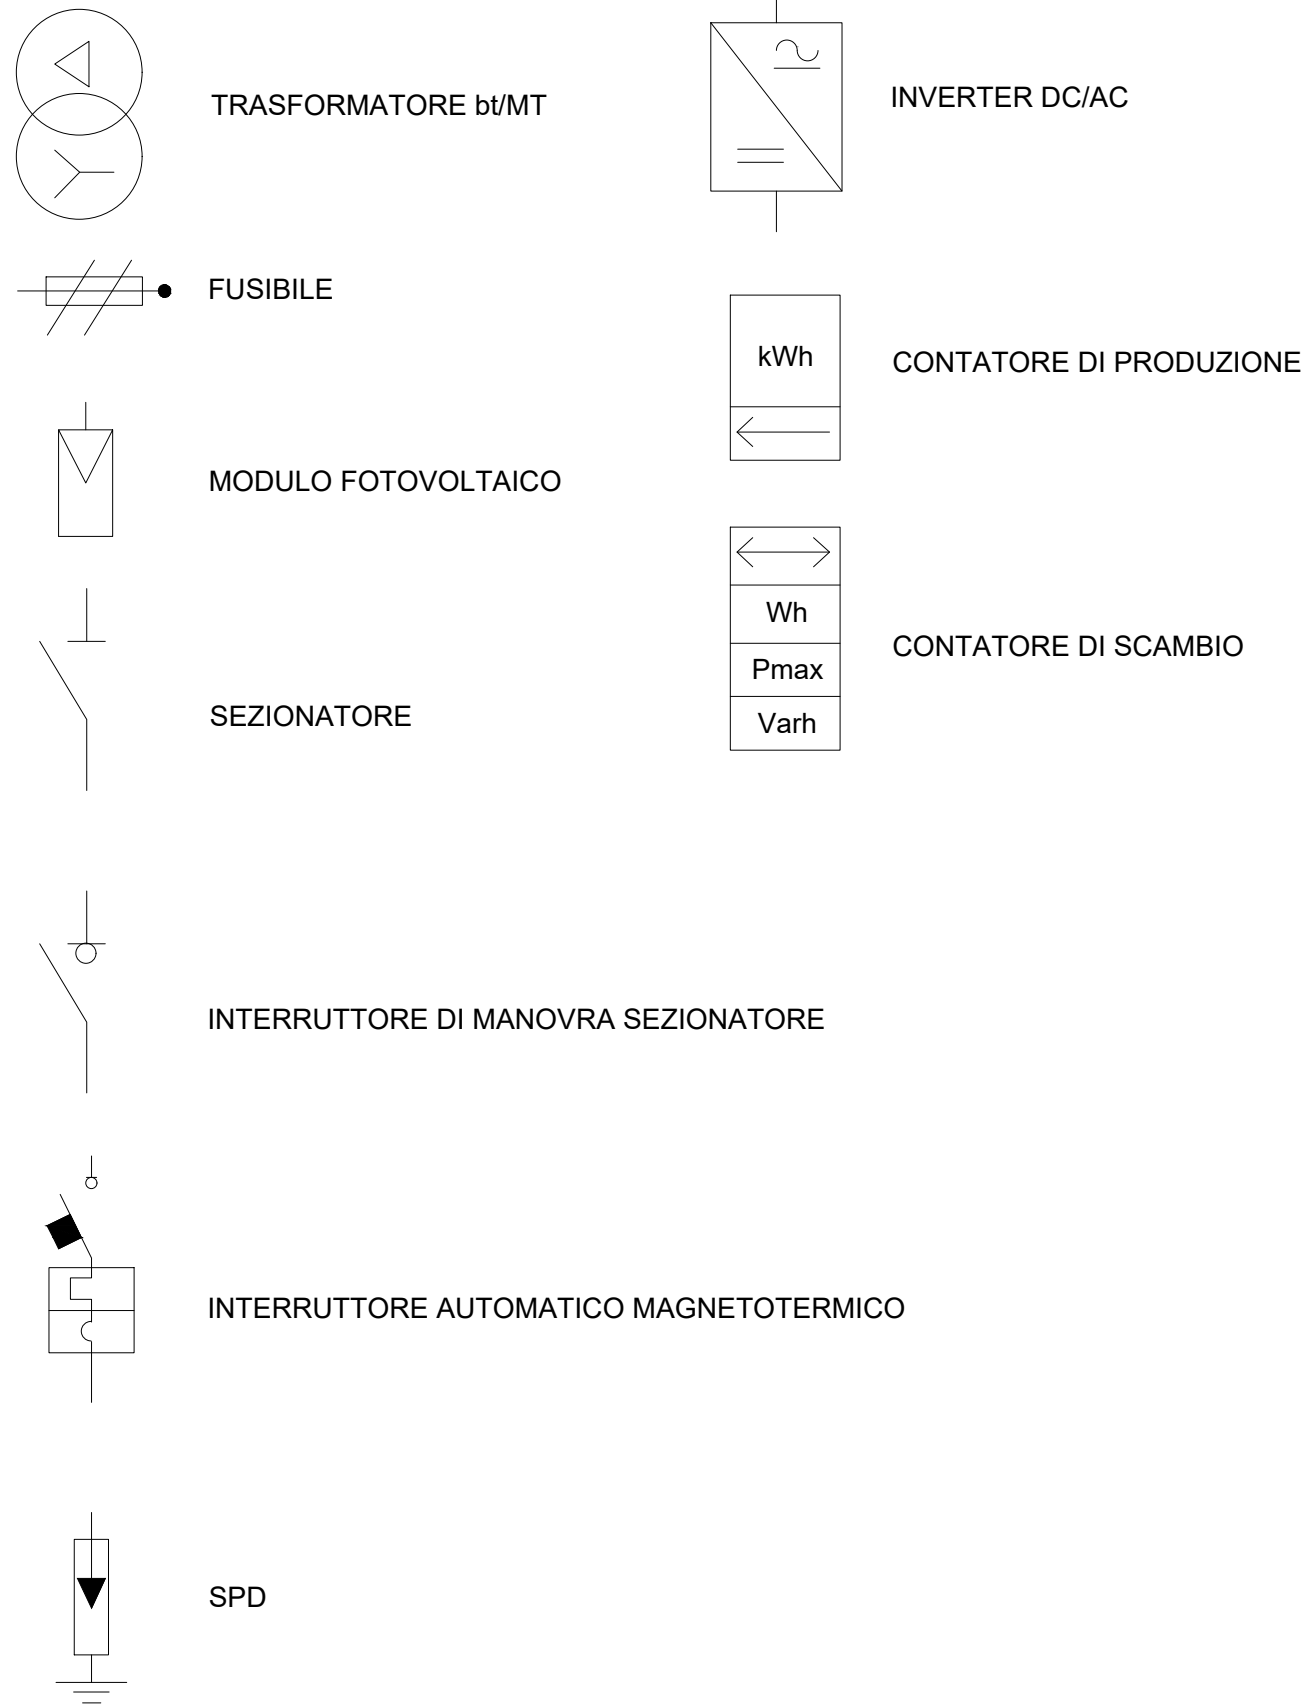 TRASFORMATORE bt/MT
FUSIBILE
MODULO FOTOVOLTAICO
SEZIONATORE
INTERRUTTORE DI MANOVRA SEZIONATORE
INTERRUTTORE AUTOMATICO MAGNETOTERMICO
SPD
INVERTER DC/AC
kWh
CONTATORE DI PRODUZIONE
Wh
Pmax
Varh
CONTATORE DI SCAMBIO